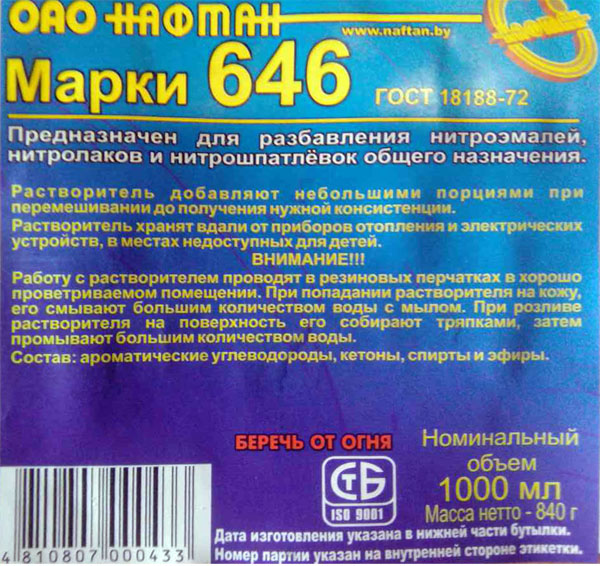 ОАО НАФТАН
www.naftan.by
Марки 646 ГОСТ 18188-72
Предназначен для разбавления нитроэмалей,
нитролаков и нитрошпатлёвок общего назначения.
Растворитель добавляют небольшими порциями при
перемешивании до получения нужной консистенции.
Растворитель хранят вдали от приборов отопления и электрических
устройств, в местах недоступных для детей.
ВНИМАНИЕ!!!
Работу с растворителем проводят в резиновых перчатках в хорошо
проветриваемом помещении. При попадании растворителя на кожу,
его смывают большим количеством воды с мылом. При розливе
растворителя на поверхность его собирают тряпками, затем
промывают большим количеством воды.
Состав: ароматические углеводороды, кетоны, спирты и эфиры.
БЕРЕЧЬ ОТ ОГНЯ
СТБ
ISO 9001
Номинальный
объем
1000 мл
Масса нетто - 840 г
Дата изготовления указана в нижней части бутылки.
Номер партии указан на внутренней стороне этикетки.
4 810807 000433